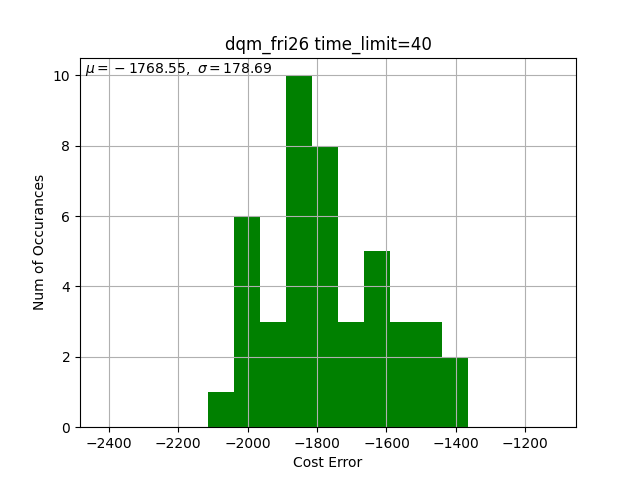 dqm_fri26 time_limit=40
μ = −1768.55, σ = 178.69
Num of Occurances
10
8
6
4
2
0
−2400 −2200 −2000 −1800 −1600 −1400 −1200
Cost Error